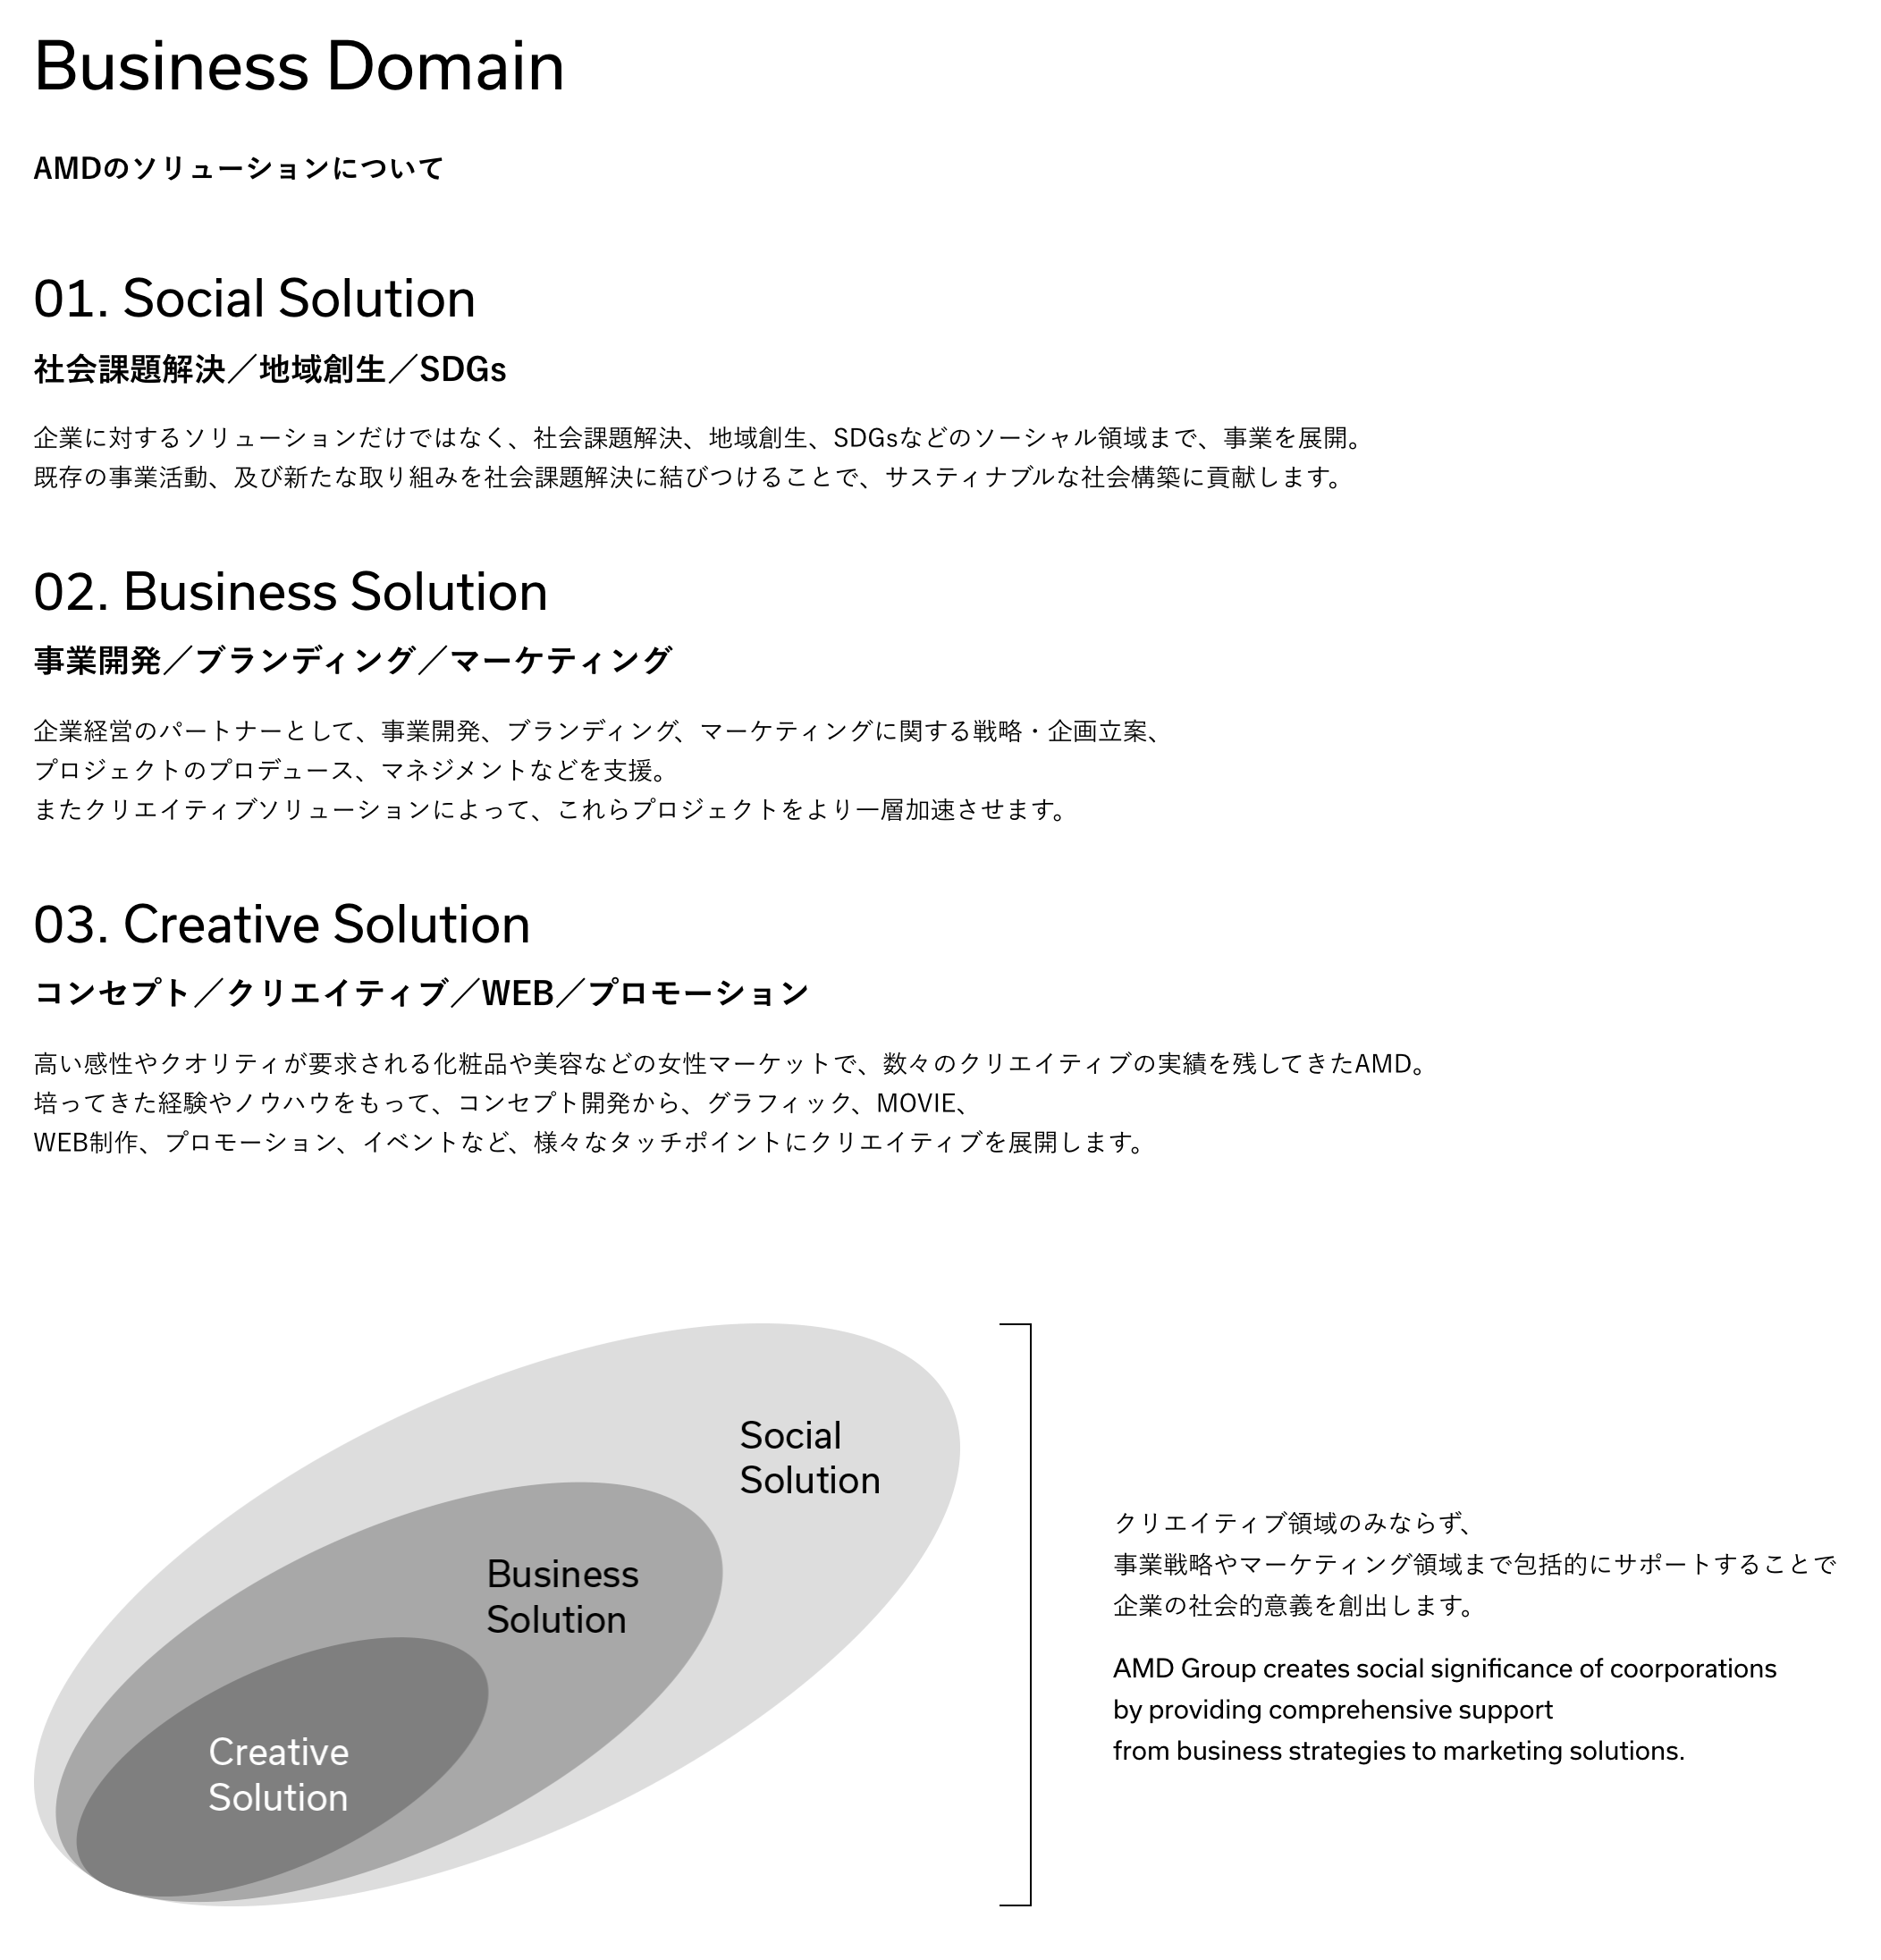 Business Domain
AMDのソリューションについて
01. Social Solution
社会課題解決／地域創生／SDGs
企業に対するソリューションだけではなく、社会課題解決、地域創生、SDGsなどのソーシャル領域まで、事業を展開。
既存の事業活動、及び新たな取り組みを社会課題解決に結びつけることで、サスティナブルな社会構築に貢献します。
02. Business Solution
事業開発／ブランディング／マーケティング
企業経営のパートナーとして、事業開発、ブランディング、マーケティングに関する戦略・企画立案、
プロジェクトのプロデュース、マネジメントなどを支援。
またクリエイティブソリューションによって、これらプロジェクトをより一層加速させます。
03. Creative Solution
コンセプト／クリエイティブ／WEB／プロモーション
高い感性やクオリティが要求される化粧品や美容などの女性マーケットで、数々のクリエイティブの実績を残してきたAMD。
培ってきた経験やノウハウをもって、コンセプト開発から、グラフィック、MOVIE、
WEB制作、プロモーション、イベントなど、様々なタッチポイントにクリエイティブを展開します。
Social
Solution
Business
Solution
Creative
Solution
クリエイティブ領域のみならず、
事業戦略やマーケティング領域まで包括的にサポートすることで
企業の社会的意義を創出します。
AMD Group creates social significance of coorporations
by providing comprehensive support
from business strategies to marketing solutions.